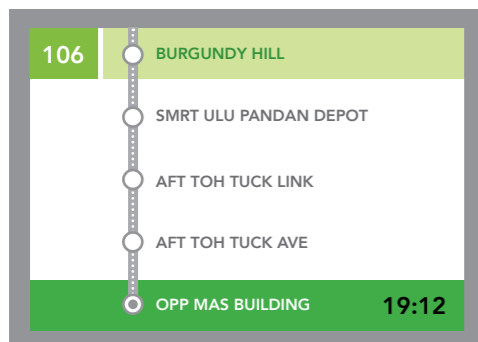 106 BURGUNDY HILL
SMRT ULU PANDAN DEPOT
AFT TOH TUCK LINK
AFT TOH TUCK AVE
OPP MAS BUILDING 19:12